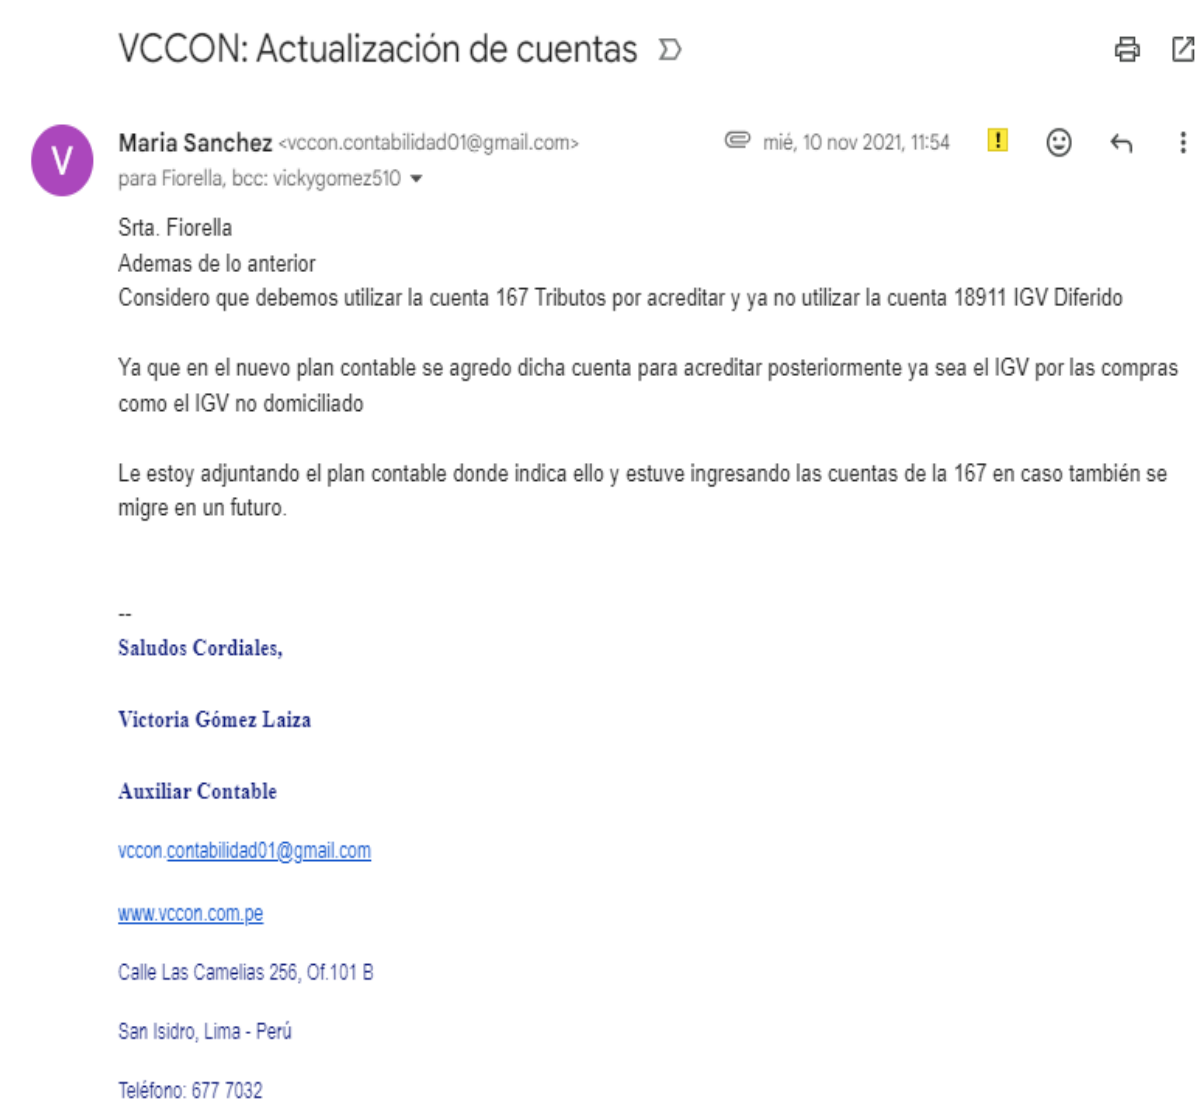 VCCON: Actualización de cuentas
V
Maria Sanchez <vccon.contabilidad01@gmail.com>
mié, 10 nov 2021, 11:54
para Fiorella, bcc: vickygomez510
Srta. Fiorella
Ademas de lo anterior
Considero que debemos utilizar la cuenta 167 Tributos por acreditar y ya no utilizar la cuenta 18911 IGV Diferido
Ya que en el nuevo plan contable se agredo dicha cuenta para acreditar posteriormente ya sea el IGV por las compras
como el IGV no domiciliado
Le estoy adjuntando el plan contable donde indica ello y estuve ingresando las cuentas de la 167 en caso también se
migre en un futuro.
--
Saludos Cordiales,
Victoria Gómez Laiza
Auxiliar Contable
vccon.contabilidad01@gmail.com
www.vccon.com.pe
Calle Las Camelias 256, Of.101 B
San Isidro, Lima - Perú
Teléfono: 677 7032